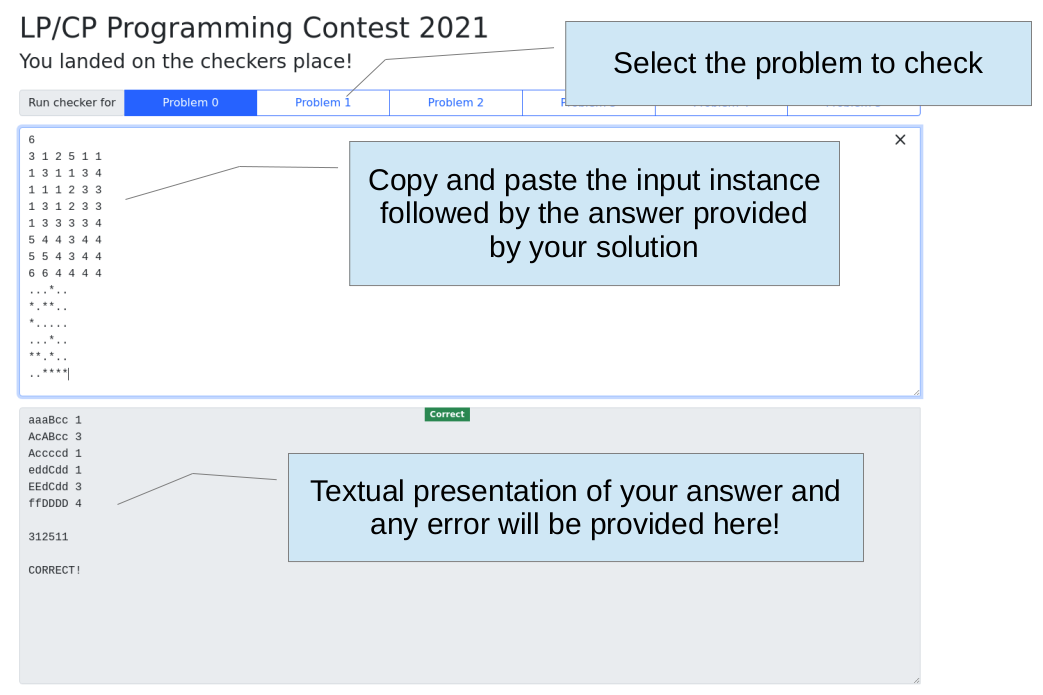 LP/CP Programming Contest 2021
You landed on the checkers place!
Select the problem to check
Run checker for
Problem 0
Problem 1
Problem 2
6
3 1 2 5 1 1
1 3 1 1 3 4
1 1 1 2 3 3
1 3 1 2 3 3
1 3 3 3 3 4
5 4 4 3 4 4
5 5 4 3 4 4
6 6 4 4 4 4
...*..
*.**..
*.....
...*..
**.*..
..****
×
Copy and paste the input instance
followed by the answer provided
by your solution
Correct
aaaBcc 1
AcABcc 3
Accccd 1
eddCdd 1
EEdCdd 3
ffDDDD 4
312511
CORRECT!
Textual presentation of your answer and
any error will be provided here!